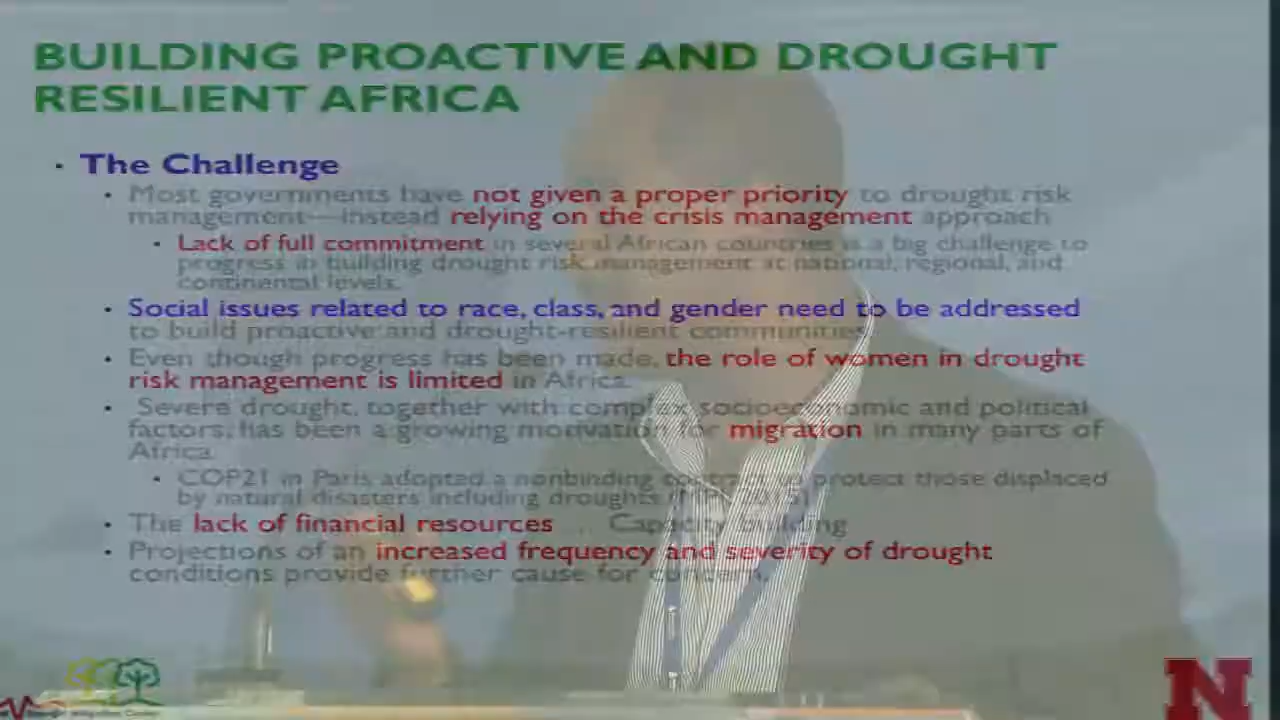 BUILDING PROACTIVE AND DROUGHT
RESILIENT AFRICA
• The Challenge
• Most governments have not given a proper priority to drought risk
management—instead relying on the crisis management approach
• Lack of full commitment in several African countries is a big challenge to
progress in building drought risk management at national, regional, and
continental levels.
• Social issues related to race, class, and gender need to be addressed
to build proactive and drought-resilient communities
• Even though progress has been made, the role of women in drought
risk management is limited in Africa.
• Severe drought, together with complex socioeconomic and political
factors, has been a growing motivation for migration in many parts of
Africa.
• COP21 in Paris adopted a nonbinding contract to protect those displaced
by natural disasters including droughts (MPI, 2015)
• The lack of financial resources ... Capacity building
• Projections of an increased frequency and severity of drought
conditions provide further cause for concern.
N